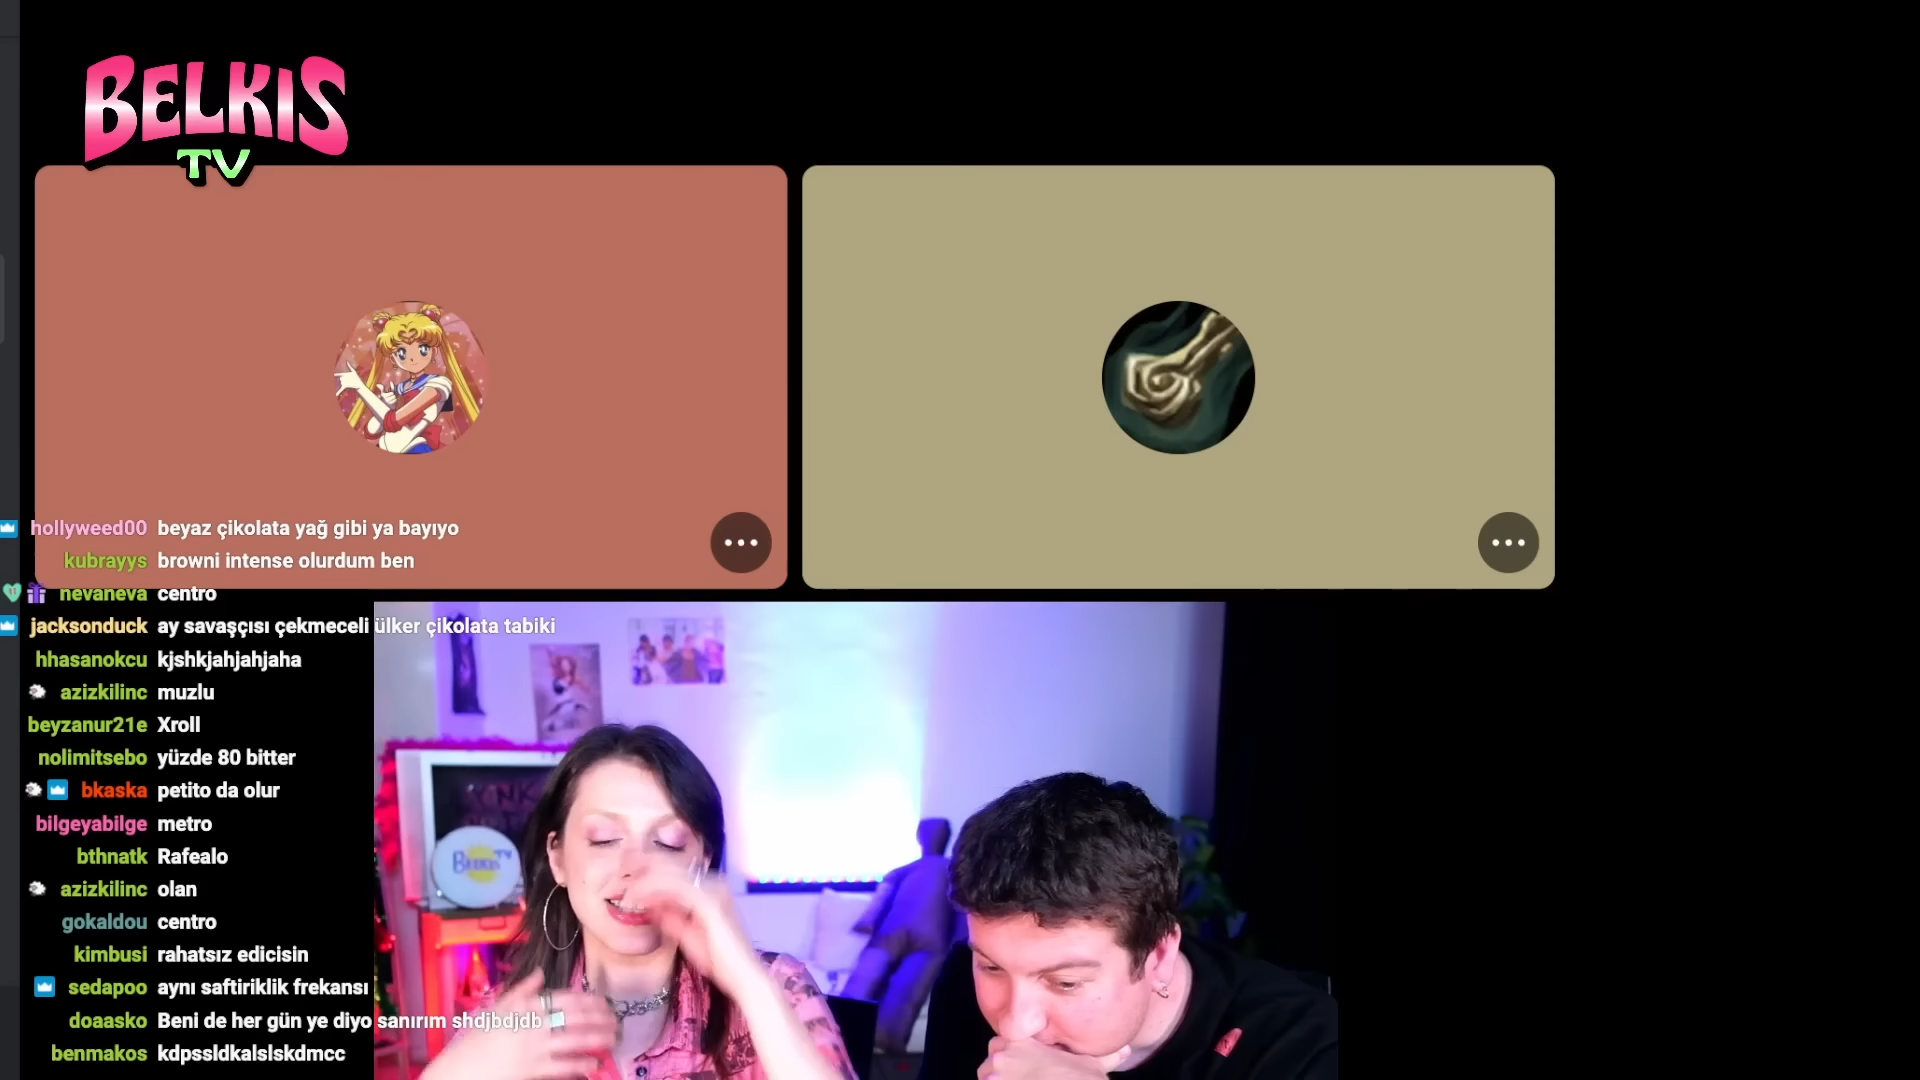 BELKIS
TV
hollyweed00 beyaz çikolata yağ gibi ya bayıyo
kubrayys browni intense olurdum ben
nevaneva centro
jacksonduck ay savaşçısı çekmeceli ülker çikolata tabiki
hhasanokcu kjshkjahjahjaha
azizkilinc muzlu
beyzanur21e Xroll
nolimitsebo yüzde 80 bitter
bkaska petito da olur
bilgeyabilge metro
bthnatk Rafealo
azizkilinc olan
gokaldou centro
kimbusi rahatsız edicisin
sedapoo aynı saftiriklik frekansı
doaasko Beni de her gün ye diyo sanırım shdjbdjdb
benmakos kdpssldkalslskdmcc
BELKIS TV